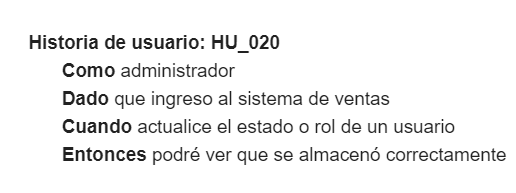 Historia de usuario: HU_020
Como administrador
Dado que ingreso al sistema de ventas
Cuando actualice el estado o rol de un usuario
Entonces podré ver que se almacenó correctamente